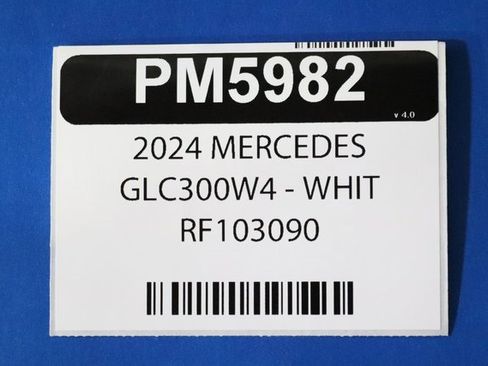 PM5982
v 4.0
2024 MERCEDES
GLC300W4 - WHIT
RF103090